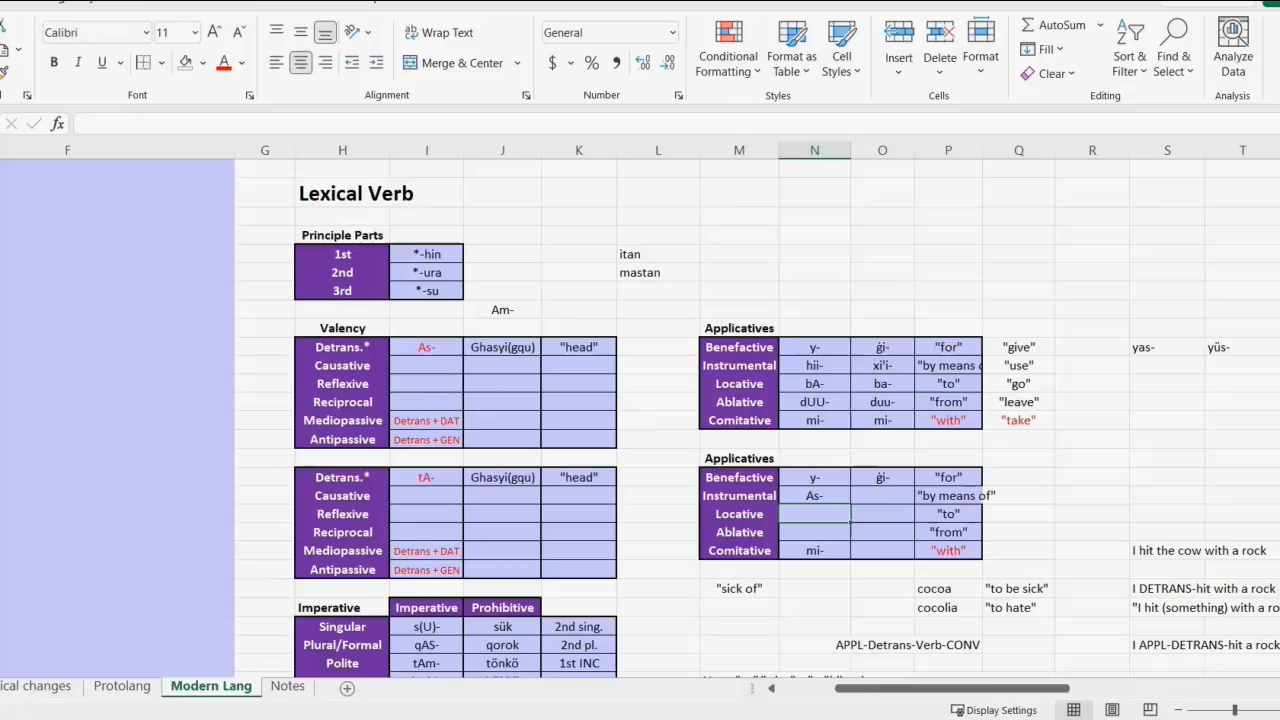 Calibri 11 A A Wrap Text General AutoSum
B I U A Merge & Center $ % Fill Clear
Conditional Formatting Format as Table Cell Styles Insert Delete Format Sort & Filter Find & Select Analyze Data
Font Alignment Number Styles Cells Editing Analysis
fx
F G H I J K L M N O P Q R S T
Lexical Verb
Principle Parts
1st *-hin itan
2nd *-ura mastan
3rd *-su
Am-
Valency Applicatives
Detrans.* As- Ghasyi(gqu) "head" Benefactive y- ġi- "for" "give" yas- yüs-
Causative Instrumental hii- xi'i- "by means o "use"
Reflexive Locative bA- ba- "to" "go"
Reciprocal Ablative dUU- duu- "from" "leave"
Mediopassive Detrans + DAT Comitative mi- mi- "with" "take"
Antipassive Detrans + GEN
Applicatives
Detrans.* tA- Ghasyi(gqu) "head" Benefactive y- ġi- "for"
Causative Instrumental As- "by means of"
Reflexive Locative "to"
Reciprocal Ablative "from"
Mediopassive Detrans + DAT Comitative mi- "with" I hit the cow with a rock
Antipassive Detrans + GEN
"sick of" cocoa "to be sick" I DETRANS-hit with a rock
Imperative Imperative Prohibitive cocolia "to hate" "I hit (something) with a ro
Singular s(U)- sük 2nd sing.
Plural/Formal qAS- qorok 2nd pl. APPL-Detrans-Verb-CONV I APPL-DETRANS-hit a rock
Polite tAm- tönkö 1st INC
ical changes Protolang Modern Lang Notes
Display Settings